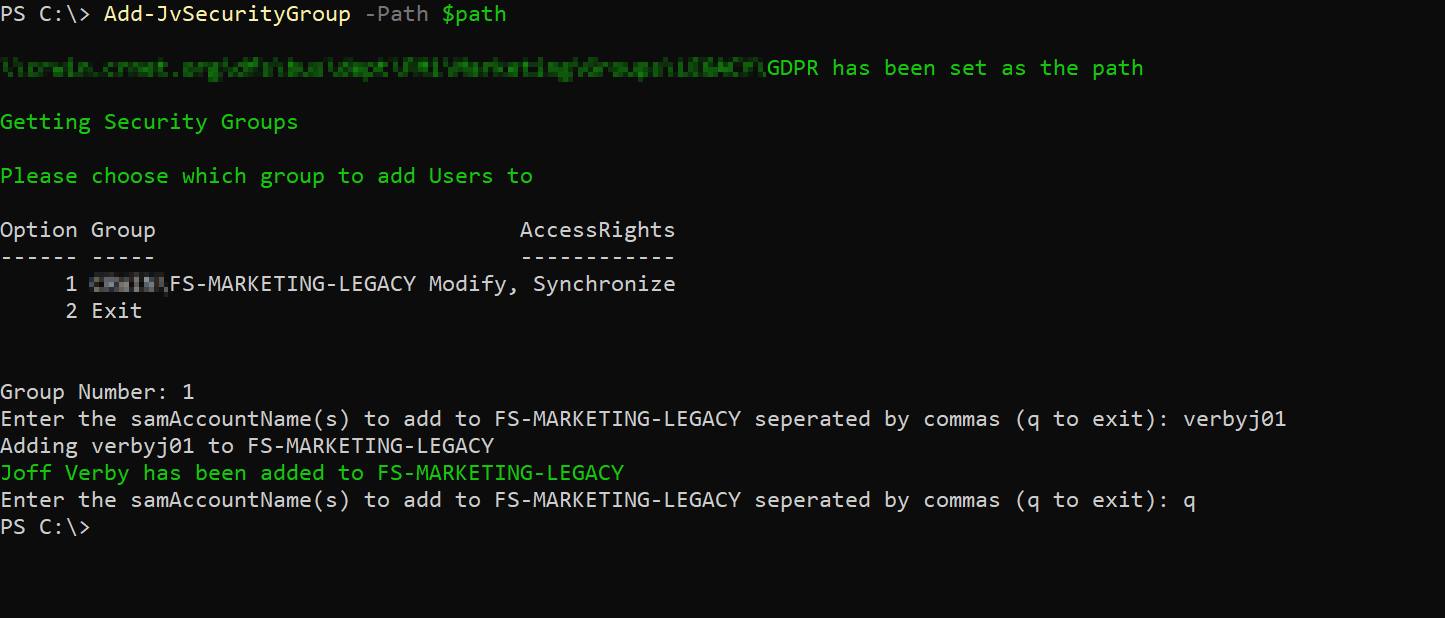 PS C:\> Add-JvSecurityGroup -Path $path
GDPR has been set as the path
Getting Security Groups
Please choose which group to add Users to
Option Group AccessRights
------ ----- ------------
1 FS-MARKETING-LEGACY Modify, Synchronize
2 Exit
Group Number: 1
Enter the samAccountName(s) to add to FS-MARKETING-LEGACY seperated by commas (q to exit): verbyj01
Adding verbyj01 to FS-MARKETING-LEGACY
Joff Verby has been added to FS-MARKETING-LEGACY
Enter the samAccountName(s) to add to FS-MARKETING-LEGACY seperated by commas (q to exit): q
PS C:\>